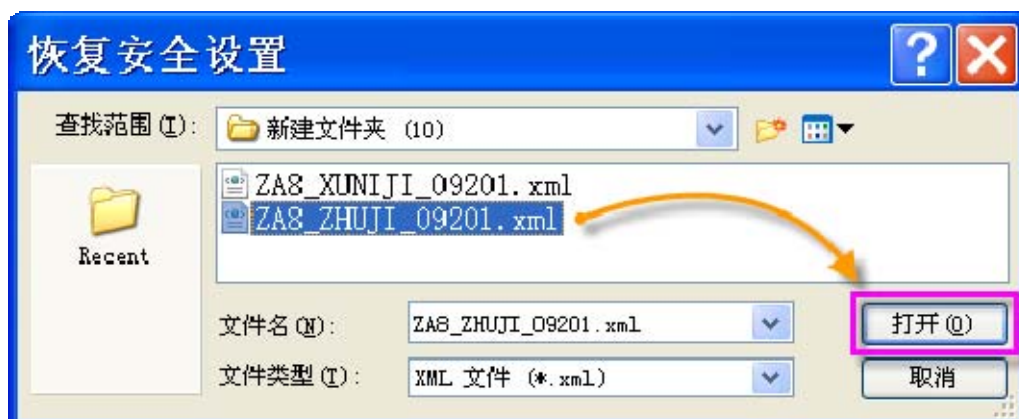 恢复安全设置
查找范围(I):
新建文件夹 (10)
ZA8_XUNIJI_09201.xml
ZA8_ZHUJI_09201.xml
Recent
文件名(N):
ZA8_ZHUJI_09201.xml
打开(O)
文件类型(T):
XML 文件 (*.xml)
取消